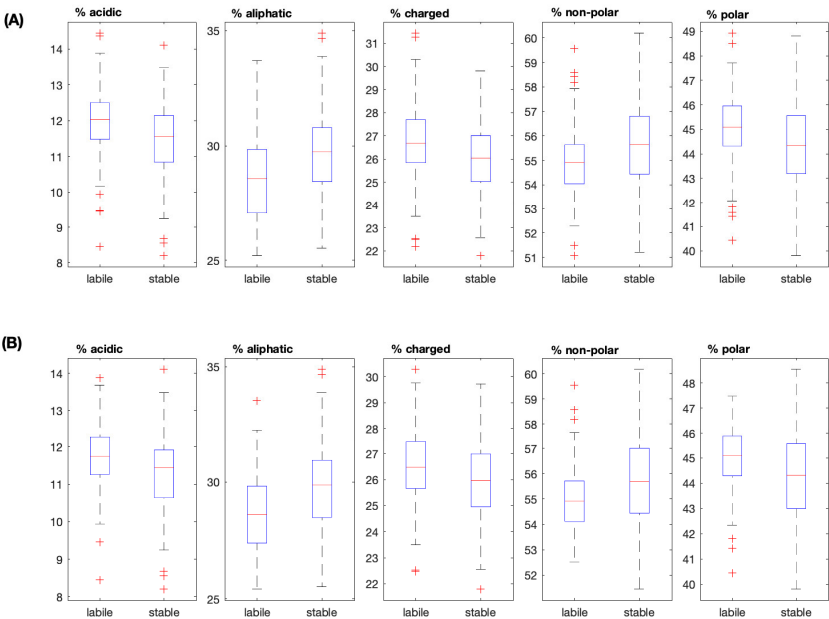 (A)
% acidic % aliphatic % charged % non-polar % polar
14 13 12 11 10 9 8
35 30 25
31 30 29 28 27 26 25 24 23 22
60 59 58 57 56 55 54 53 52 51
49 48 47 46 45 44 43 42 41 40
labile stable labile stable labile stable labile stable labile stable
(B)
% acidic % aliphatic % charged % non-polar % polar
14 13 12 11 10 9 8
35 30 25
30 29 28 27 26 25 24 23 22
60 59 58 57 56 55 54 53 52
48 47 46 45 44 43 42 41 40
labile stable labile stable labile stable labile stable labile stable